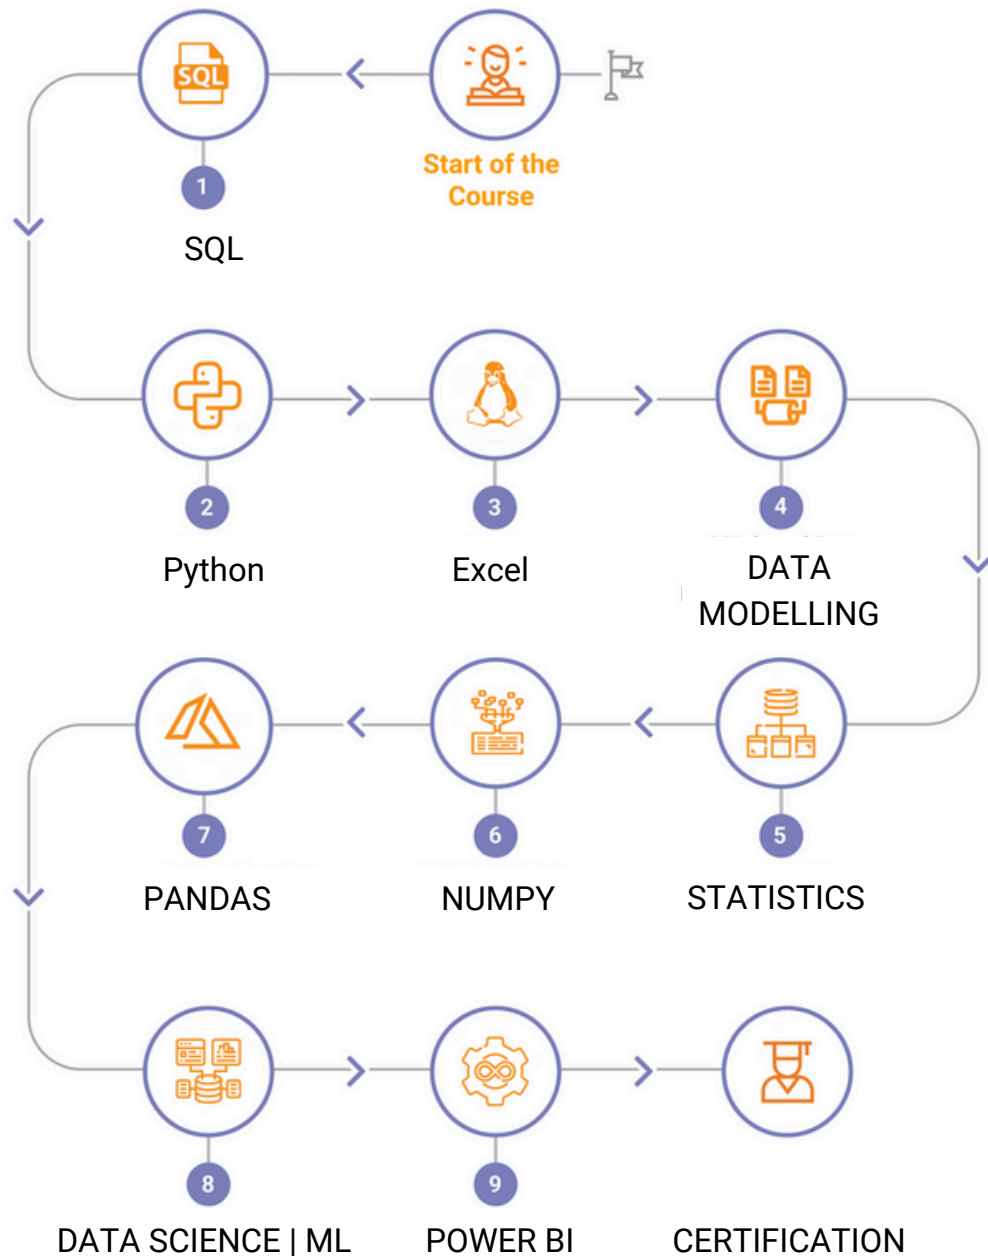 SQL
Start of the
Course
1
SQL
2
3
4
Python
Excel
DATA
MODELLING
7
6
5
PANDAS
NUMPY
STATISTICS
8
9
DATA SCIENCE | ML
POWER BI
CERTIFICATION